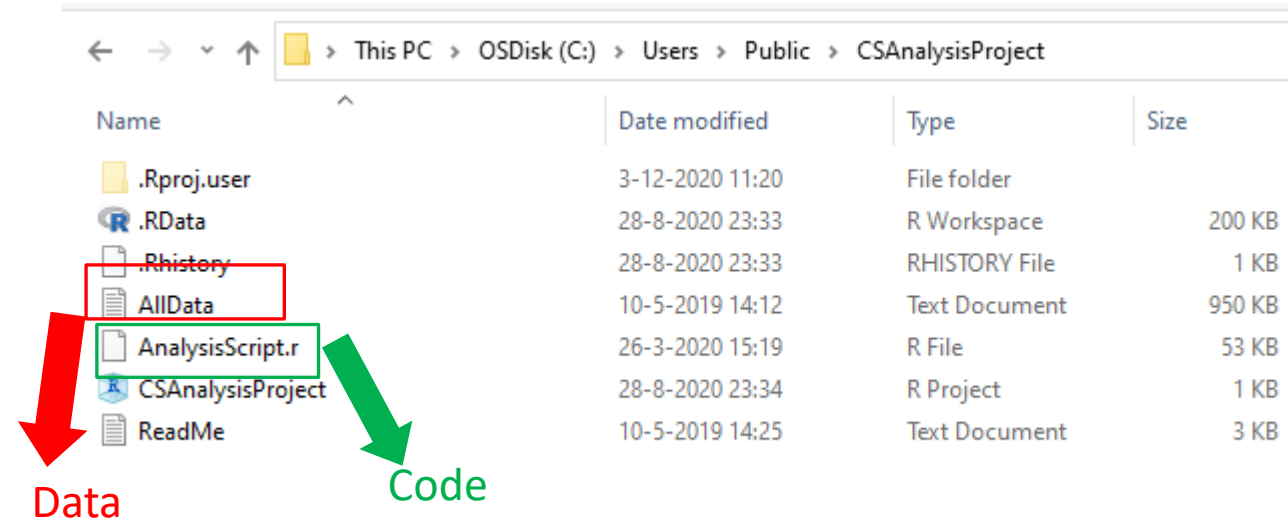 This PC > OSDisk (C:) > Users > Public > CSAnalysisProject
Name Date modified Type Size
.Rproj.user 3-12-2020 11:20 File folder
.RData 28-8-2020 23:33 R Workspace 200 KB
.Rhistory 28-8-2020 23:33 RHISTORY File 1 KB
AllData 10-5-2019 14:12 Text Document 950 KB
AnalysisScript.r 26-3-2020 15:19 R File 53 KB
CSAnalysisProject 28-8-2020 23:34 R Project 1 KB
ReadMe 10-5-2019 14:25 Text Document 3 KB
Data
Code